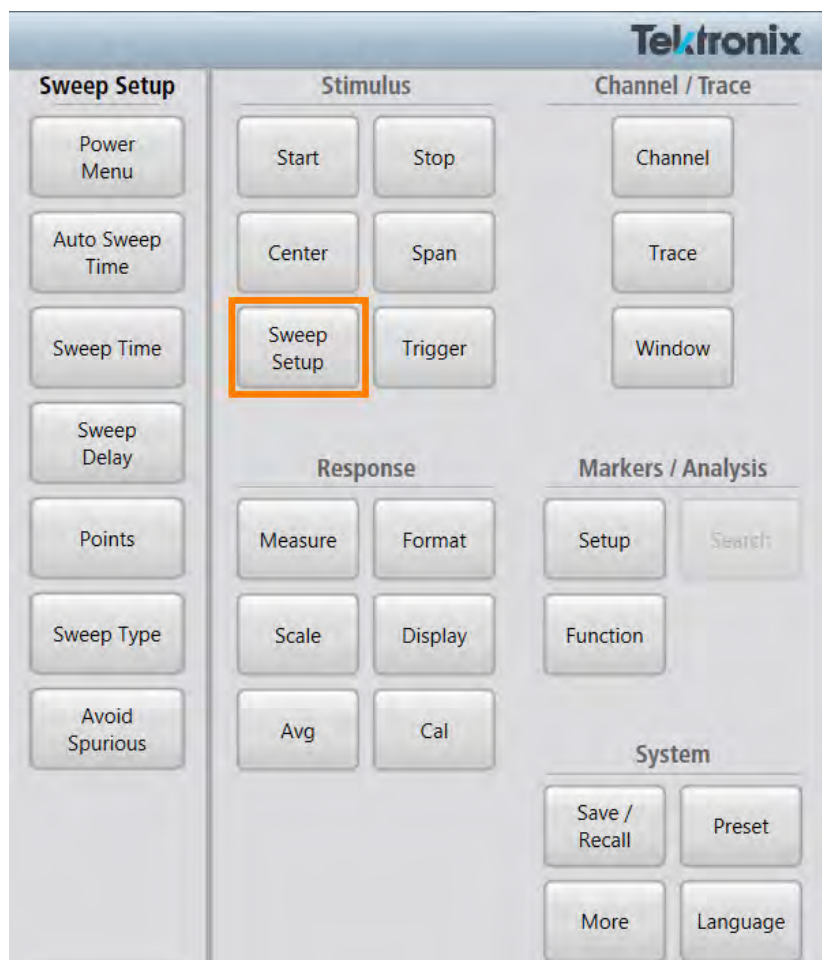 Tektronix
Sweep Setup
Power
Menu
Auto Sweep
Time
Sweep Time
Sweep
Delay
Points
Sweep Type
Avoid
Spurious
Stimulus
Start
Stop
Center
Span
Sweep
Setup
Trigger
Response
Measure
Format
Scale
Display
Avg
Cal
Channel / Trace
Channel
Trace
Window
Markers / Analysis
Setup
Search
Function
System
Save /
Recall
Preset
More
Language